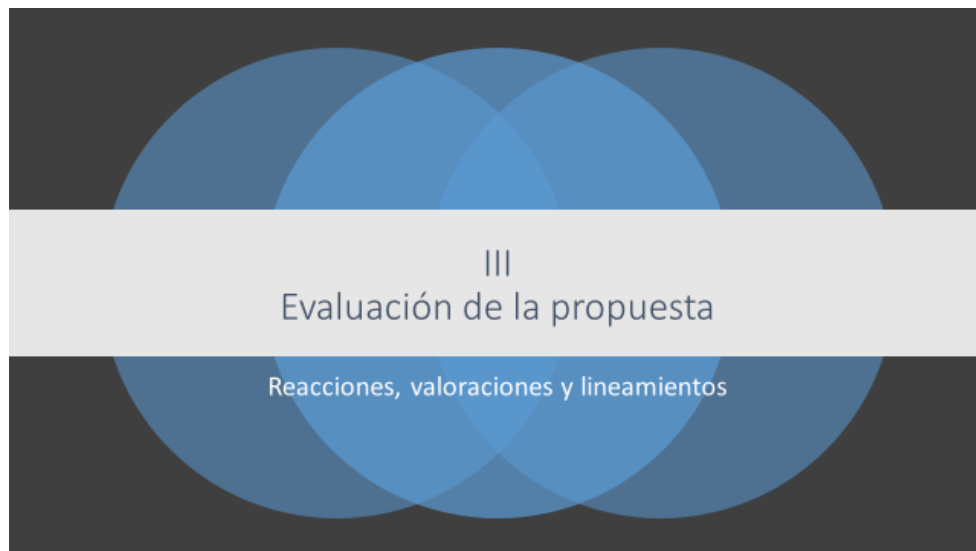 III
Evaluación de la propuesta
Reacciones, valoraciones y lineamientos